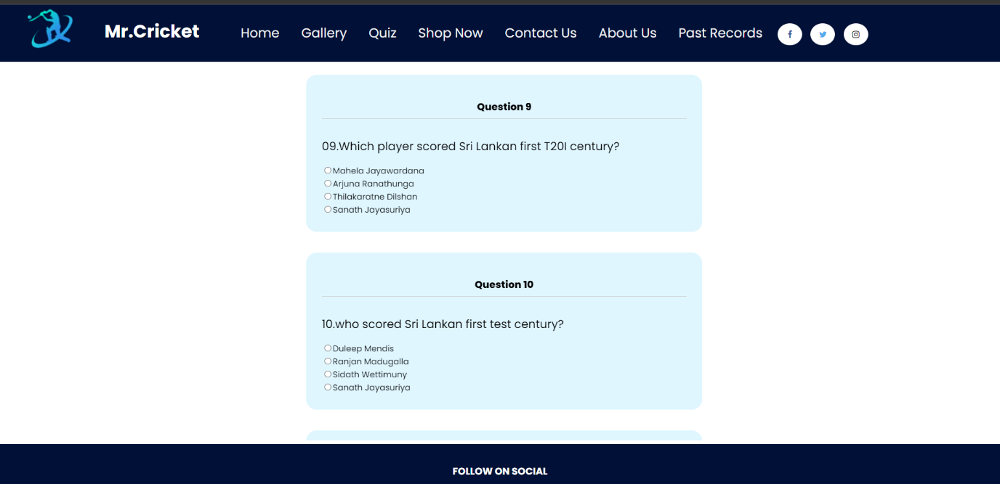 Mr.Cricket
Home Gallery Quiz Shop Now Contact Us About Us Past Records
Question 9
09.Which player scored Sri Lankan first T20I century?
Mahela Jayawardana
Arjuna Ranathunga
Thilakaratne Dilshan
Sanath Jayasuriya
Question 10
10.who scored Sri Lankan first test century?
Duleep Mendis
Ranjan Madugalla
Sidath Wettimuny
Sanath Jayasuriya
FOLLOW ON SOCIAL